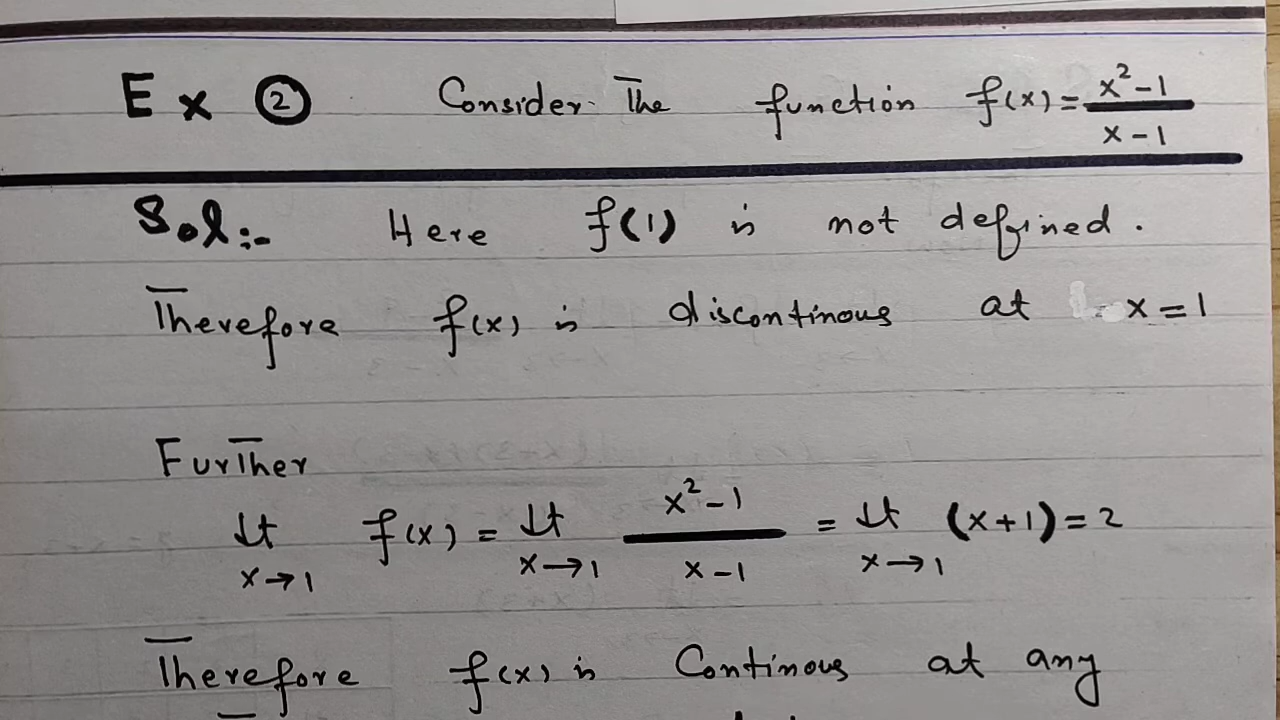 Ex ② Consider The function f(x) = x²-1 / x-1
Sol:- Here f(1) is not defined.
Therefore f(x) is discontinous at x=1
Further
lt x→1 f(x) = lt x→1 x²-1 / x-1 = lt x→1 (x+1) = 2
Therefore f(x) is Continous at any